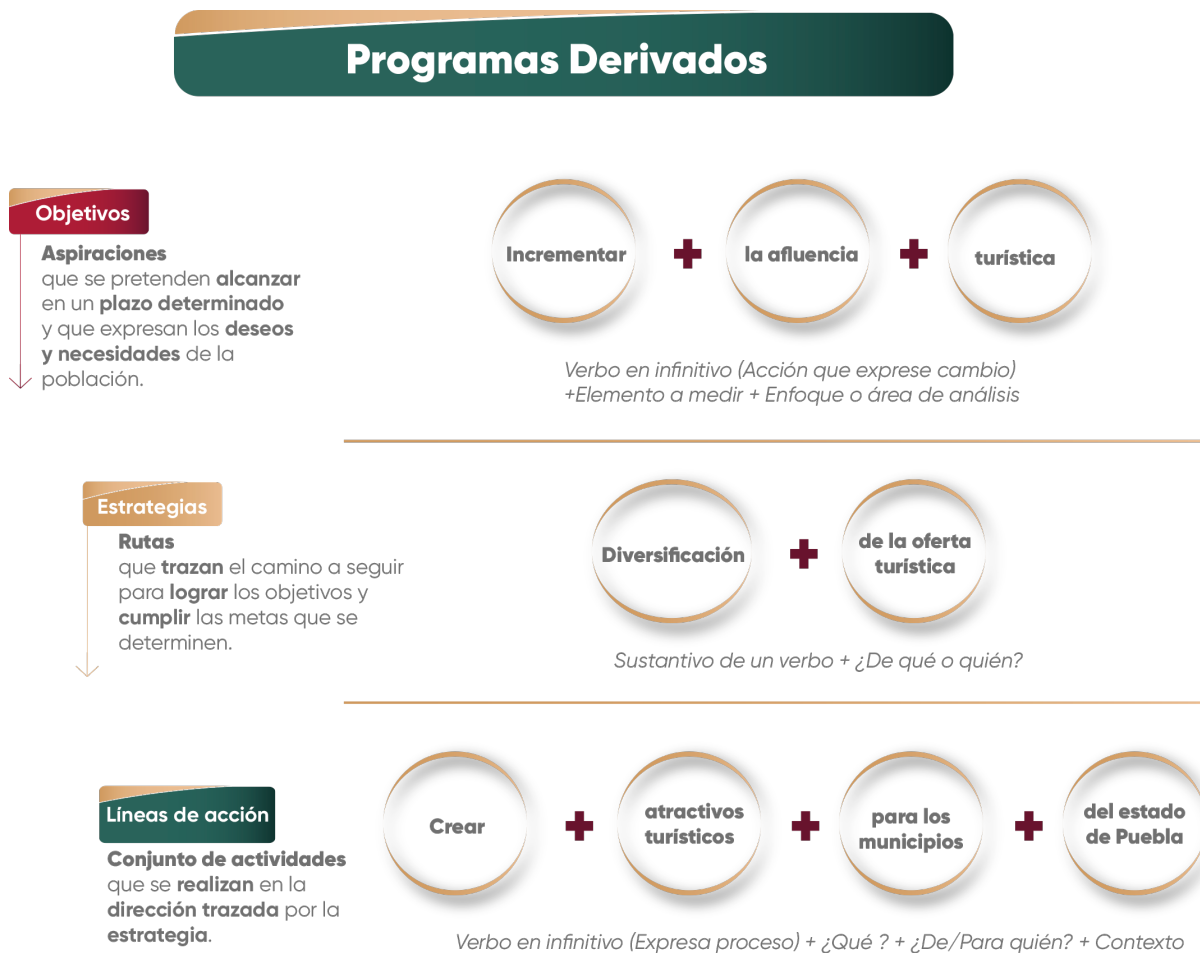 Programas Derivados
Objetivos
Aspiraciones
que se pretenden alcanzar
en un plazo determinado
y que expresan los deseos
y necesidades de la
población.
Incrementar + la afluencia + turística
Verbo en infinitivo (Acción que exprese cambio)
+Elemento a medir + Enfoque o área de análisis
Estrategias
Rutas
que trazan el camino a seguir
para lograr los objetivos y
cumplir las metas que se
determinen.
Diversificación + de la oferta
turística
Sustantivo de un verbo + ¿De qué o quién?
Líneas de acción
Conjunto de actividades
que se realizan en la
dirección trazada por la
estrategia.
Crear + atractivos
turísticos + para los
municipios + del estado
de Puebla
Verbo en infinitivo (Expresa proceso) + ¿Qué ? + ¿De/Para quién? + Contexto